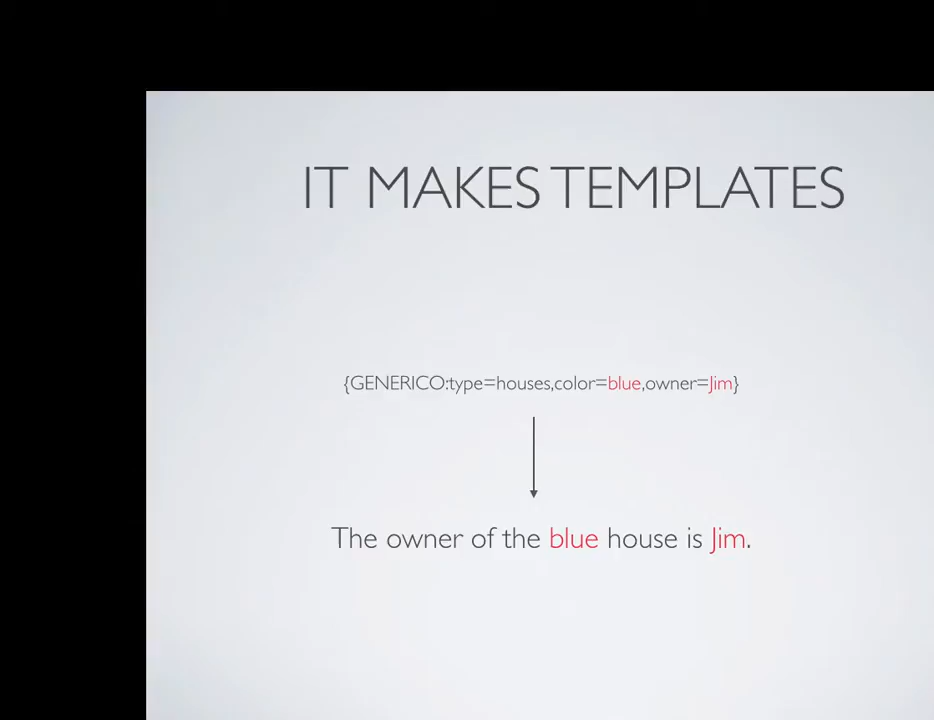 IT MAKES TEMPLATES
{GENERICO:type=houses,color=blue,owner=Jim}
The owner of the blue house is Jim.